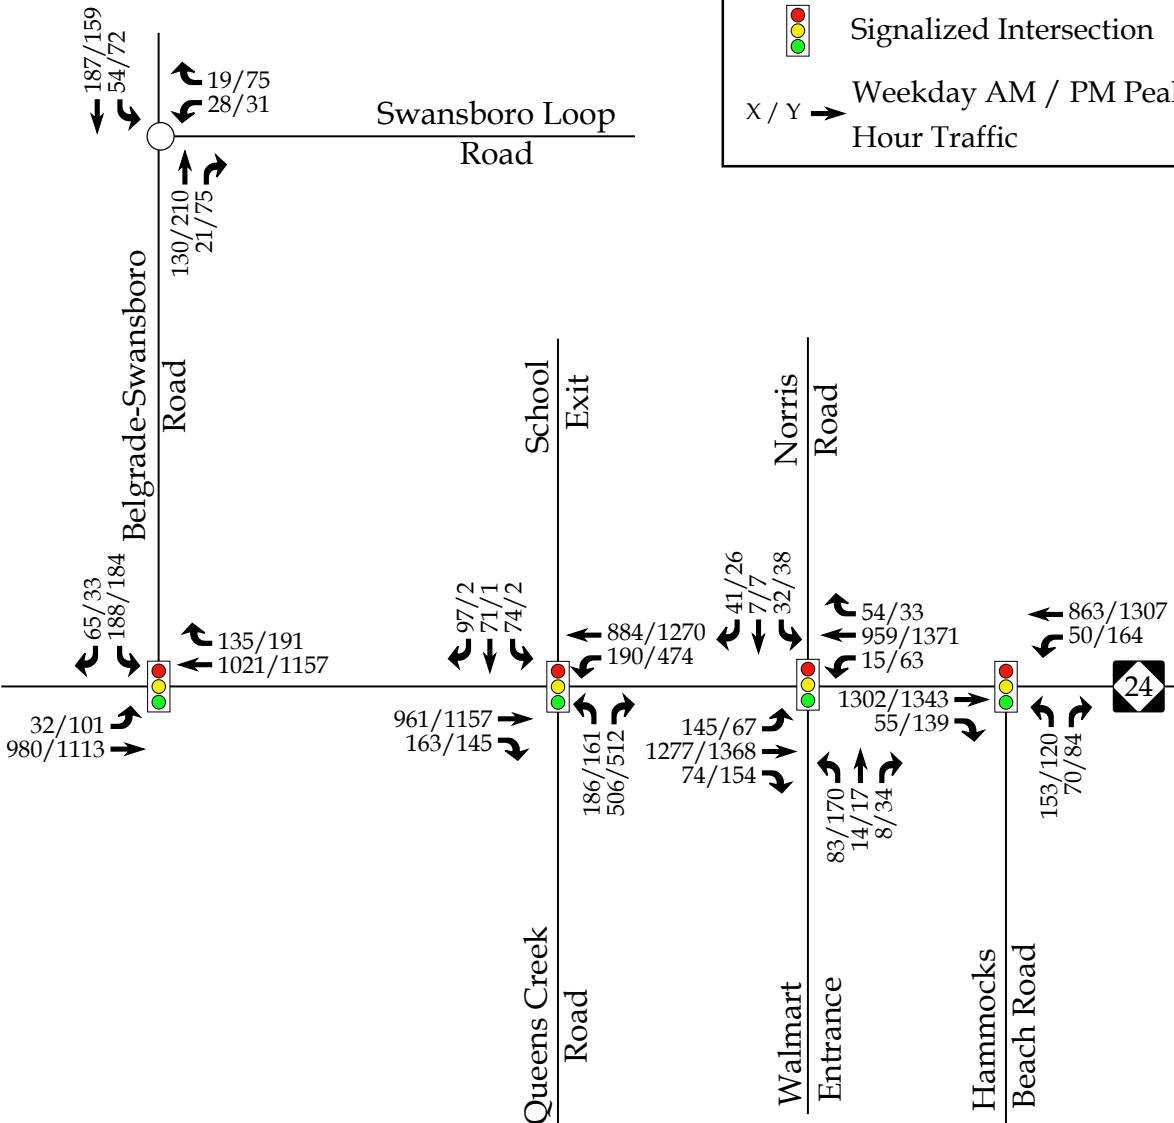 Signalized Intersection
X / Y
Weekday AM / PM Peak
Hour Traffic
187/159
54/72
19/75
28/31
Swansboro Loop
Road
130/210
21/75
Belgrade-Swansboro
Road
School
Exit
Norris
Road
65/33
188/184
135/191
1021/1157
32/101
980/1113
97/2
71/1
74/2
884/1270
190/474
961/1157
163/145
186/161
506/512
41/26
7/7
32/38
54/33
959/1371
15/63
145/67
1277/1368
74/154
83/170
14/17
8/34
863/1307
50/164
1302/1343
55/139
153/120
70/84
24
Queens Creek
Road
Walmart
Entrance
Hammocks
Beach Road